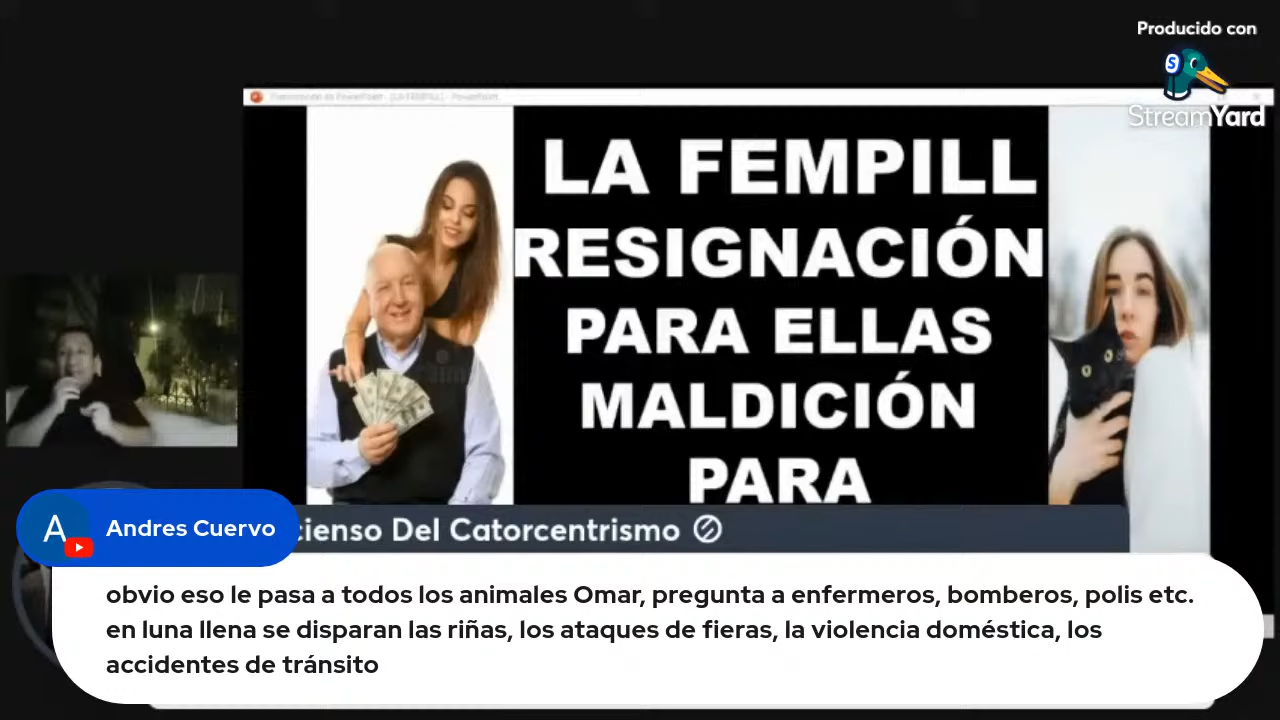 Producido con
StreamYard
LA FEMPILL
RESIGNACIÓN
PARA ELLAS
MALDICIÓN
PARA
cienso Del Catorcentrismo
A
Andres Cuervo
obvio eso le pasa a todos los animales Omar, pregunta a enfermeros, bomberos, polis etc.
en luna llena se disparan las riñas, los ataques de fieras, la violencia doméstica, los
accidentes de tránsito